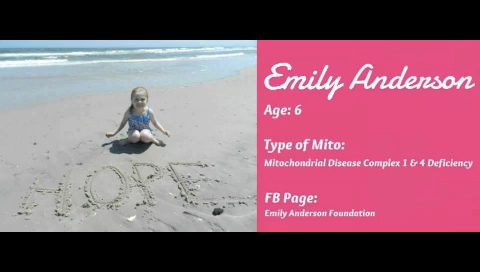 HOPE
Emily Anderson
Age: 6
Type of Mito:
Mitochondrial Disease Complex 1 & 4 Deficiency
FB Page:
Emily Anderson Foundation